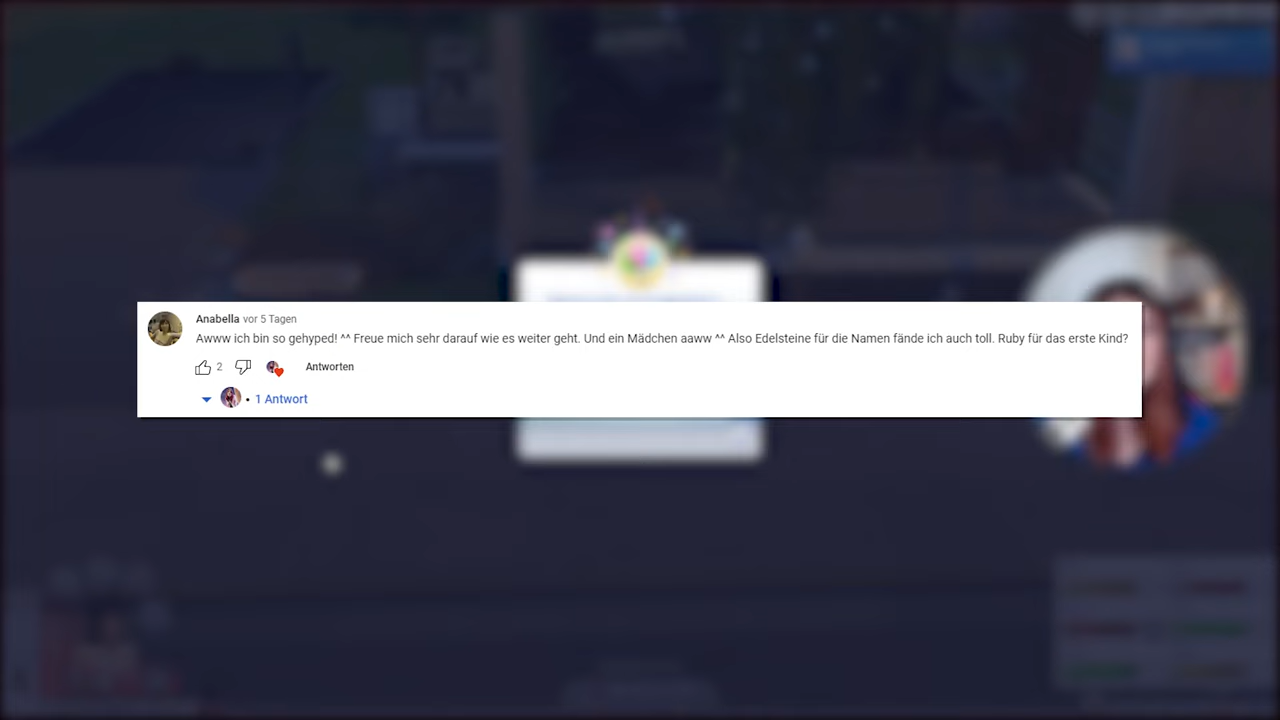 Anabella vor 5 Tagen
Awww ich bin so gehyped! ^^ Freue mich sehr darauf wie es weiter geht. Und ein Mädchen aaww ^^ Also Edelsteine für die Namen fände ich auch toll. Ruby für das erste Kind?
2 Antworten
• 1 Antwort